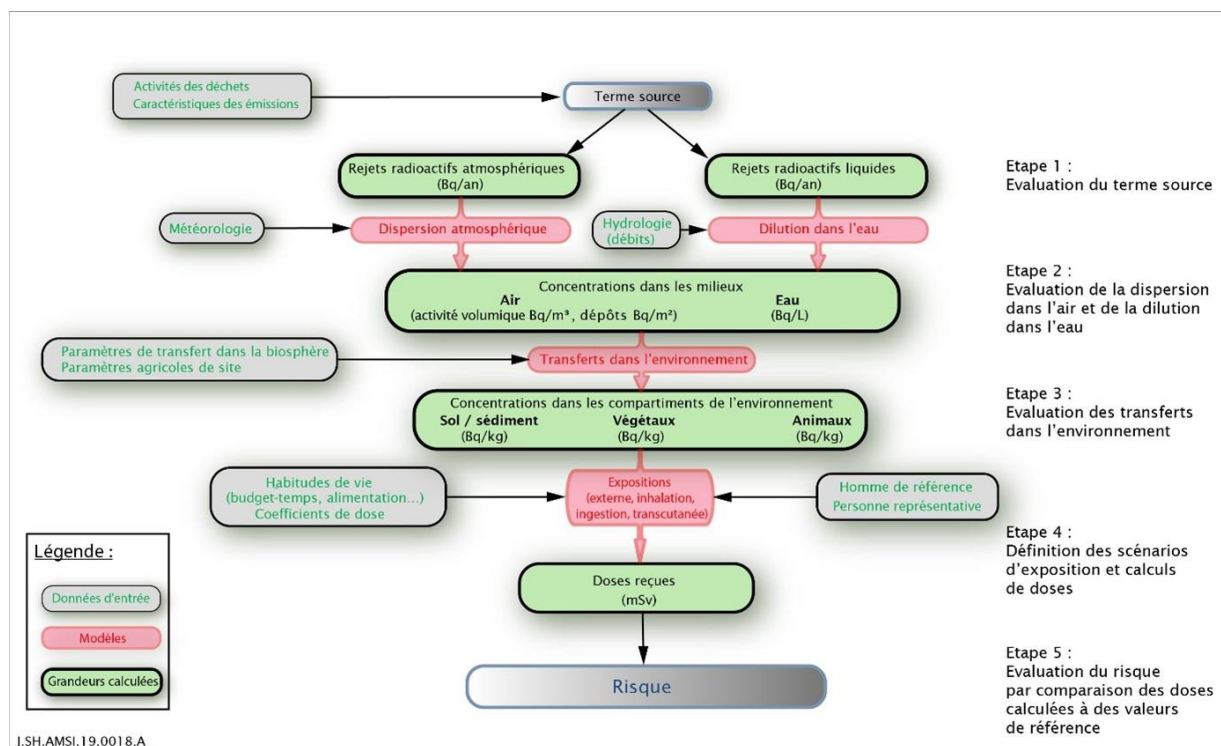 Activités des déchets
Caractéristiques des émissions
Terme source
Rejets radioactifs atmosphériques
(Bq/an)
Rejets radioactifs liquides
(Bq/an)
Etape 1 :
Evaluation du terme source
Météorologie
Dispersion atmosphérique
Hydrologie
(débits)
Dilution dans l'eau
Concentrations dans les milieux
Air
(activité volumique Bq/m³, dépôts Bq/m²)
Eau
(Bq/L)
Etape 2 :
Evaluation de la dispersion
dans l'air et de la dilution
dans l'eau
Paramètres de transfert dans la biosphère
Paramètres agricoles de site
Transferts dans l'environnement
Concentrations dans les compartiments de l'environnement
Sol / sédiment
(Bq/kg)
Végétaux
(Bq/kg)
Animaux
(Bq/kg)
Etape 3 :
Evaluation des transferts
dans l'environnement
Habitudes de vie
(budget-temps, alimentation...)
Coefficients de dose
Expositions
(externe, inhalation,
ingestion, transcutanée)
Homme de référence
Personne représentative
Etape 4 :
Définition des scénarios
d'exposition et calculs
de doses
Doses reçues
(mSv)
Risque
Etape 5 :
Evaluation du risque
par comparaison des doses
calculées à des valeurs
de référence
Légende :
Données d'entrée
Modèles
Grandeurs calculées
J.SH.AMSI.19.0018.A